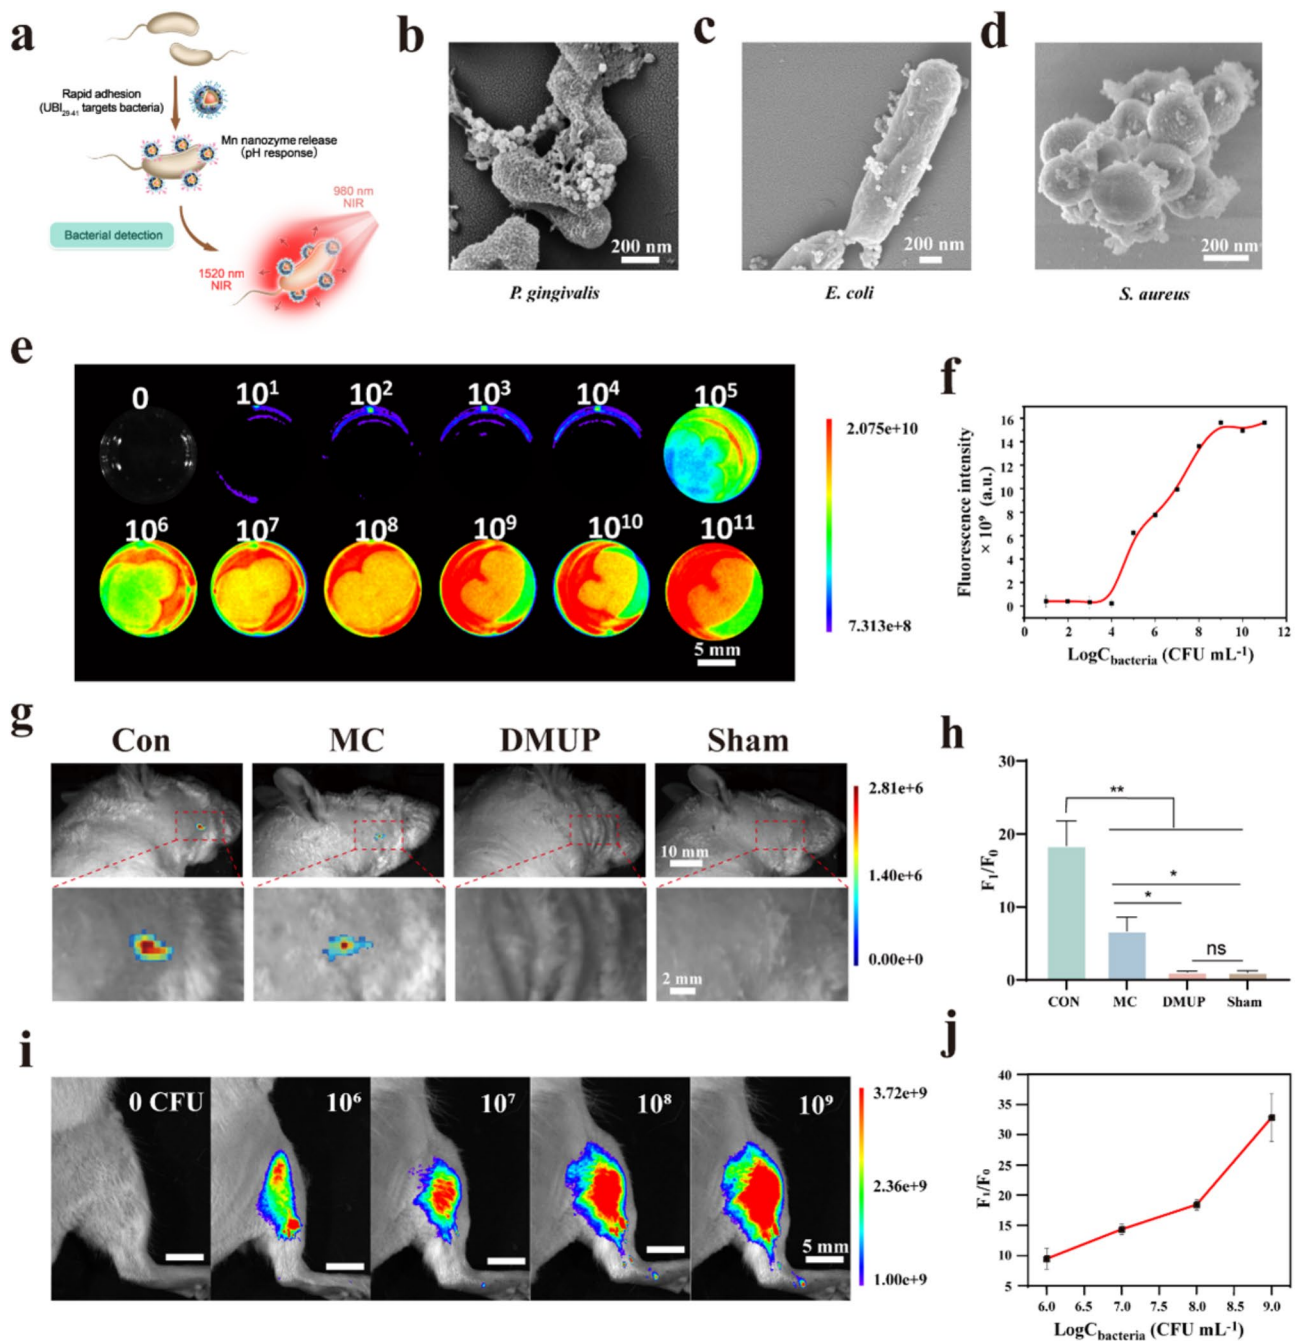 a
Rapid adhesion
(UBI₂₉₋₄₁ targets bacteria)
Mn nanozyme release
(pH response)
980 nm
NIR
Bacterial detection
1520 nm
NIR
b
200 nm
P. gingivalis
c
200 nm
E. coli
d
200 nm
S. aureus
e
0 10¹ 10² 10³ 10⁴ 10⁵
10⁶ 10⁷ 10⁸ 10⁹ 10¹⁰ 10¹¹
5 mm
2.075e+10
7.313e+8
f
Fluorescence intensity
× 10⁹ (a.u.)
16
14
12
10
8
6
4
2
0
0 2 4 6 8 10 12
LogC_bacteria (CFU mL⁻¹)
g
Con MC DMUP Sham
10 mm
2 mm
2.81e+6
1.40e+6
0.00e+0
h
F₁/F₀
30
20
10
0
**
*
*
ns
CON MC DMUP Sham
i
0 CFU 10⁶ 10⁷ 10⁸ 10⁹
5 mm
3.72e+9
2.36e+9
1.00e+9
j
F₁/F₀
40
35
30
25
20
15
10
5
6.0 6.5 7.0 7.5 8.0 8.5 9.0
LogC_bacteria (CFU mL⁻¹)